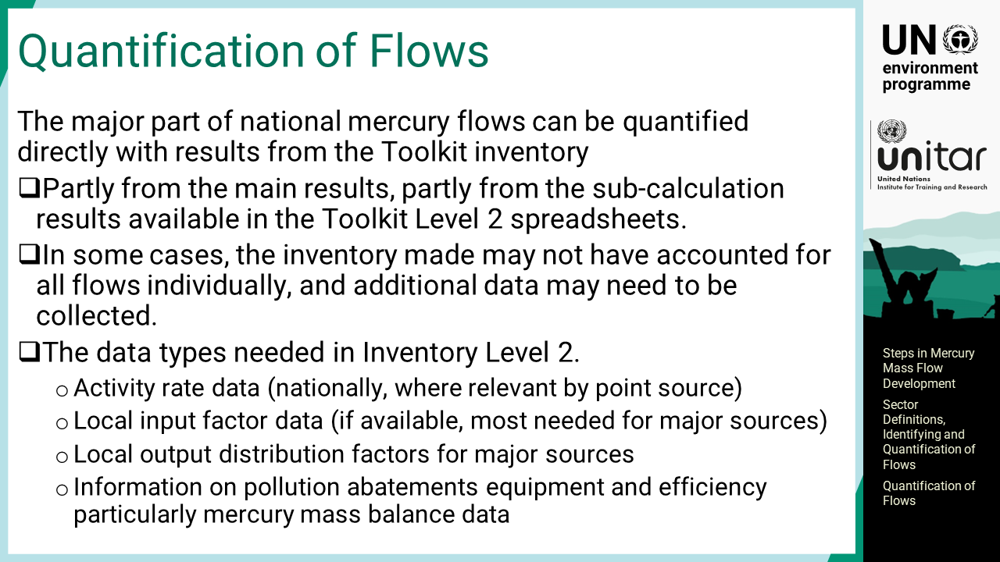 Quantification of Flows
The major part of national mercury flows can be quantified
directly with results from the Toolkit inventory
❑Partly from the main results, partly from the sub-calculation
results available in the Toolkit Level 2 spreadsheets.
❑In some cases, the inventory made may not have accounted for
all flows individually, and additional data may need to be
collected.
❑The data types needed in Inventory Level 2.
o Activity rate data (nationally, where relevant by point source)
o Local input factor data (if available, most needed for major sources)
o Local output distribution factors for major sources
o Information on pollution abatements equipment and efficiency
particularly mercury mass balance data
UN
environment
programme
unitar
United Nations
Institute for Training and Research
Steps in Mercury
Mass Flow
Development
Sector
Definitions,
Identifying and
Quantification of
Flows
Quantification of
Flows